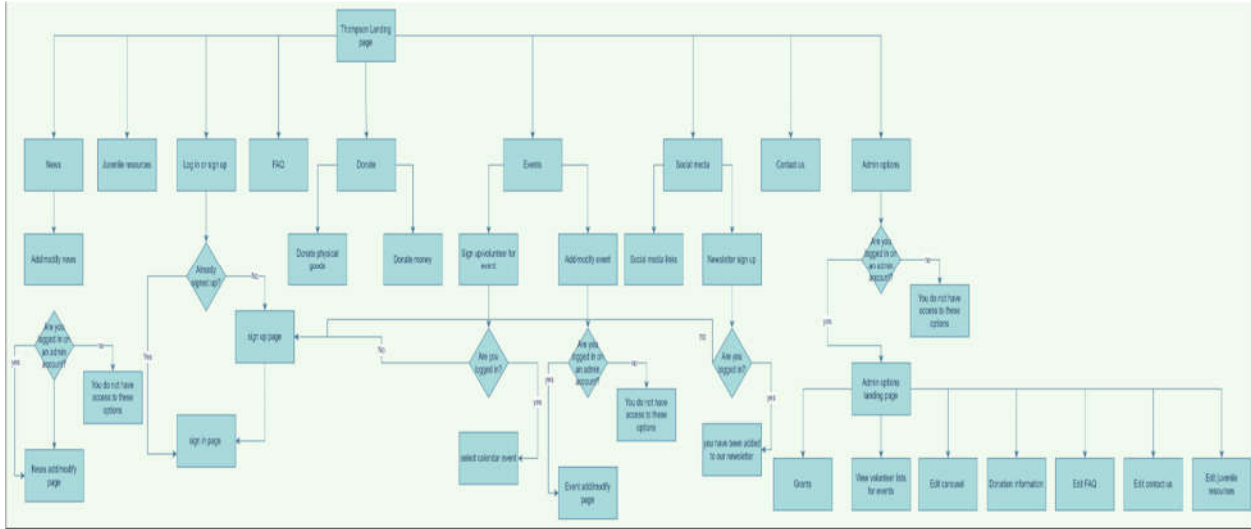 Thompson Landing
page
News
Juvenile resources
Log in or sign up
FAQ
Donate
Events
Social media
Contact us
Admin options
Add/modify news
Already
signed up?
No
Donate physical
goods
Donate money
Sign up/volunteer for
event
Add/modify event
Social media links
Newsletter sign up
Are you
logged in on
an admin
account?
no
yes
You do not have
access to these
options
Are you
logged in on
an admin
account?
yes
no
You do not have
access to these
options
Yes
sign up page
No
Are you
logged in?
yes
Are you
logged in on
an admin
account?
yes
no
You do not have
access to these
options
no
Are you
logged in?
yes
Admin options
landing page
sign in page
select calendar event
you have been added
to our newsletter
News add/modify
page
Event add/modify
page
Grants
View volunteer lists
for events
Edit carousel
Donation information
Edit FAQ
Edit contact us
Edit juvenile
resources